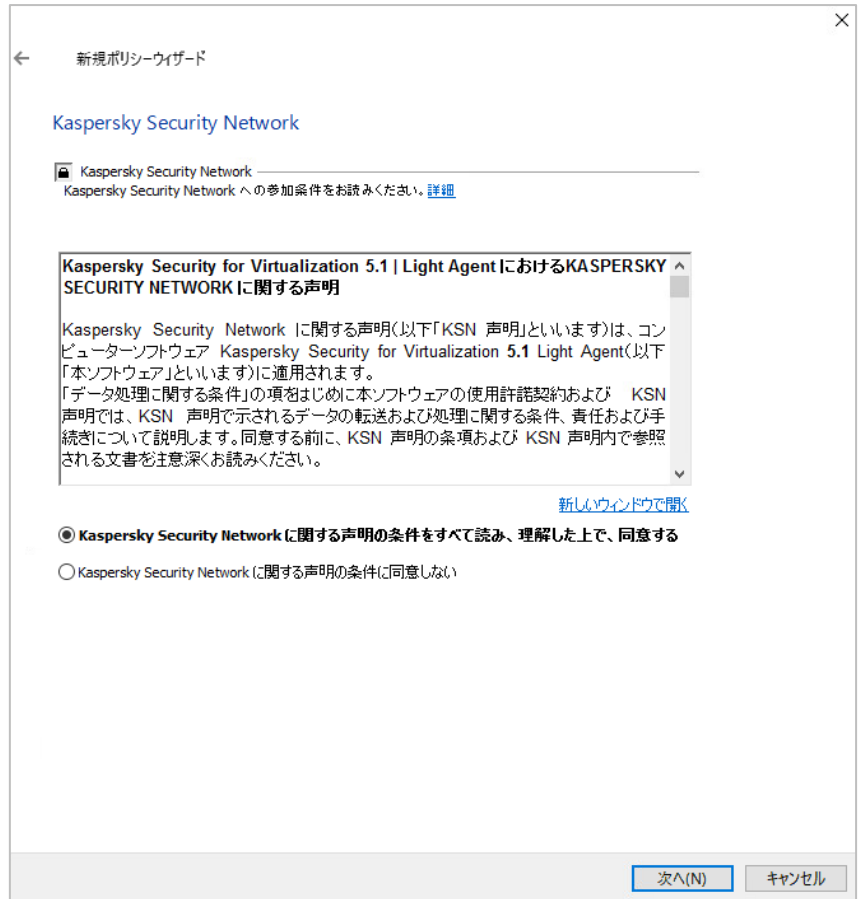 新規ポリシーウィザード
Kaspersky Security Network
Kaspersky Security Network
Kaspersky Security Network への参加条件をお読みください。詳細
Kaspersky Security for Virtualization 5.1 | Light Agent におけるKASPERSKY
SECURITY NETWORK に関する声明
Kaspersky Security Network に関する声明(以下「KSN 声明」といいます)は、コン
ピューターソフトウェア Kaspersky Security for Virtualization 5.1 Light Agent(以下
「本ソフトウェア」といいます)に適用されます。
「データ処理に関する条件」の項をはじめに本ソフトウェアの使用許諾契約および KSN
声明では、KSN 声明で示されるデータの転送および処理に関する条件、責任および手
続きについて説明します。同意する前に、KSN 声明の条項および KSN 声明内で参照
される文書を注意深くお読みください。
新しいウィンドウで開く
Kaspersky Security Network に関する声明の条件をすべて読み、理解した上で、同意する
Kaspersky Security Network に関する声明の条件に同意しない
次へ(N)
キャンセル